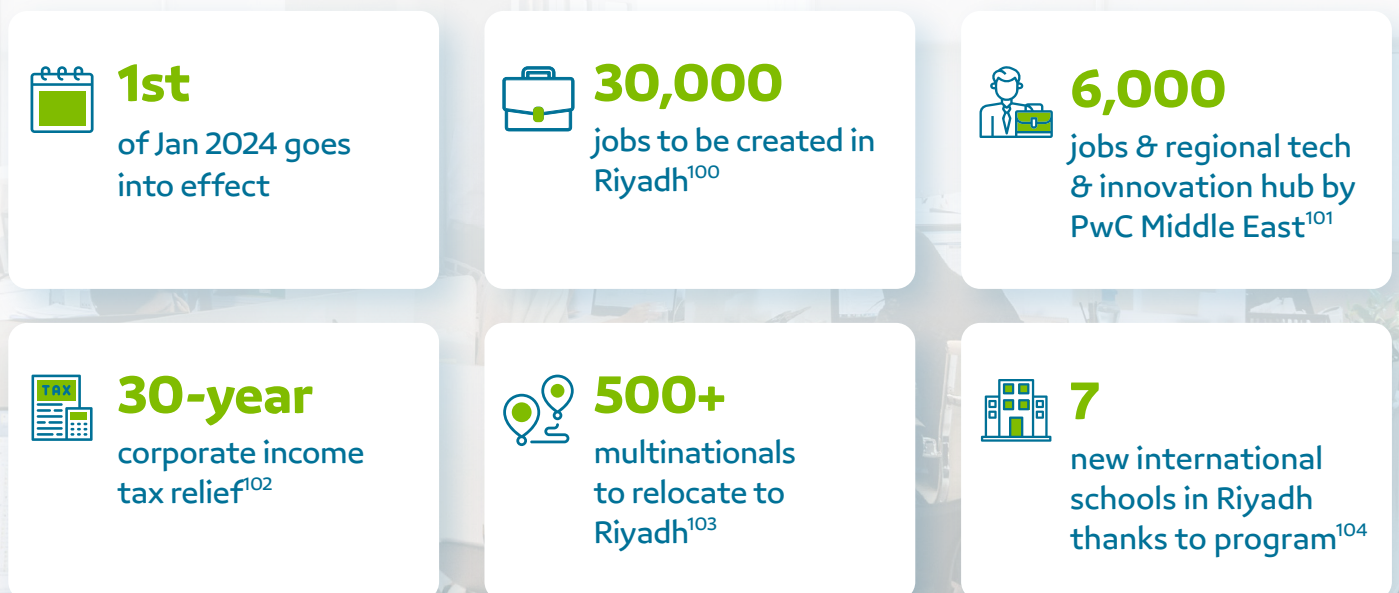 1st
of Jan 2024 goes
into effect
30,000
jobs to be created in
Riyadh100
6,000
jobs & regional tech
& innovation hub by
PwC Middle East101
TAX
30-year
corporate income
tax relief102
500+
multinationals
to relocate to
Riyadh103
7
new international
schools in Riyadh
thanks to program104